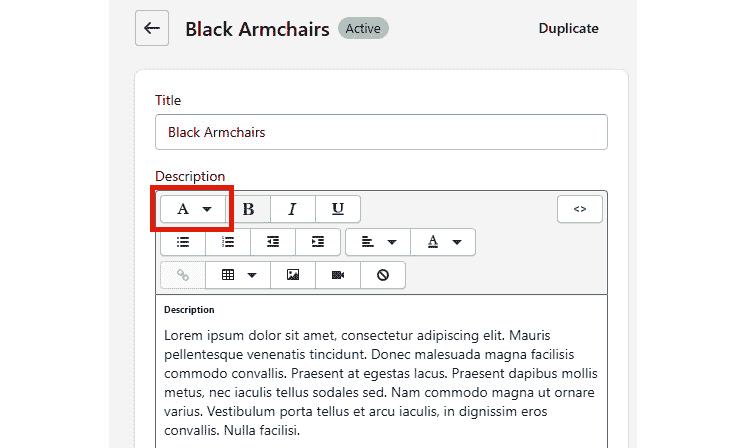 Black Armchairs Active Duplicate
Title
Black Armchairs
Description
A B I U <>
A
Description
Lorem ipsum dolor sit amet, consectetur adipiscing elit. Mauris
pellentesque venenatis tincidunt. Donec malesuada magna facilisis
commodo convallis. Praesent at egestas lacus. Praesent dapibus mollis
metus, nec iaculis tellus sodales sed. Nam commodo magna ut ornare
varius. Vestibulum porta tellus et arcu iaculis, in dignissim eros
convallis. Nulla facilisi.